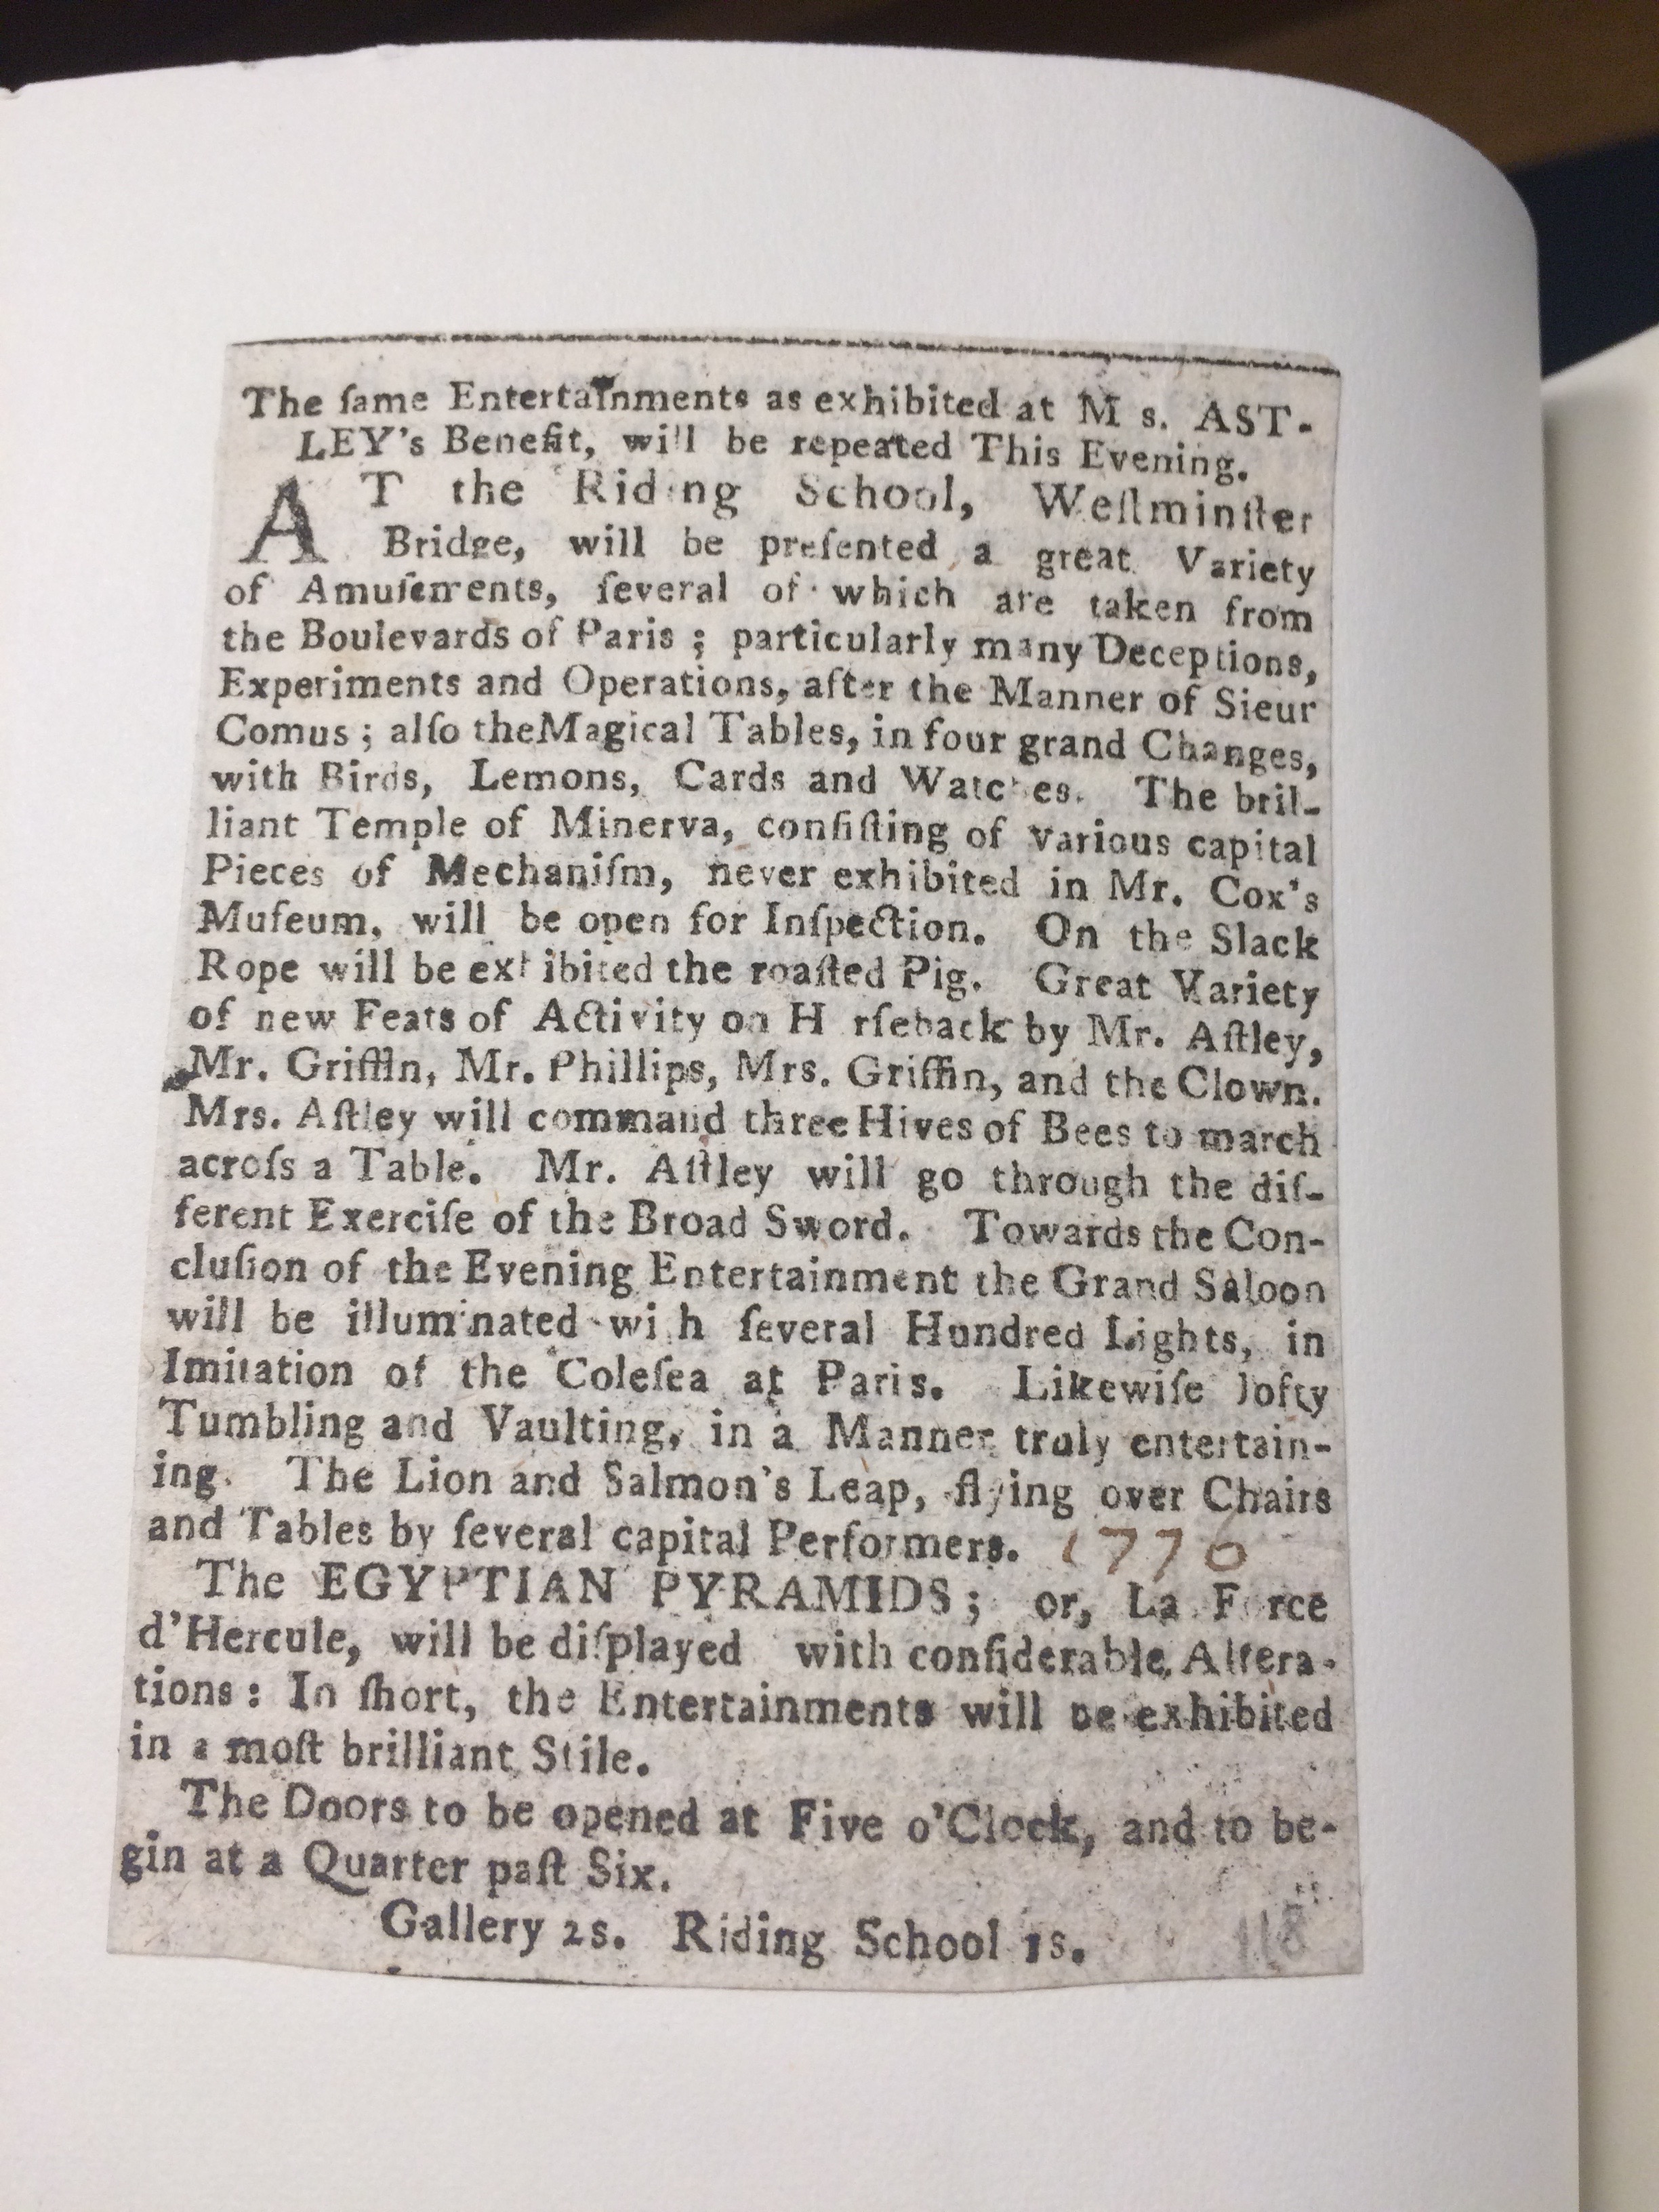 The ſame Entertainments as exhibited at M s. AST-
LEY's Benefit, will be repeated This Evening.
AT the Riding School, Weſtminſter
Bridge, will be preſented a great Variety
of Amuſements, ſeveral of which are taken from
the Boulevards of Paris ; particularly many Deceptions,
Experiments and Operations, after the Manner of Sieur
Comus ; alſo the Magical Tables, in four grand Changes,
with Birds, Lemons, Cards and Watches. The bril-
liant Temple of Minerva, conſiſting of various capital
Pieces of Mechaniſm, never exhibited in Mr. Cox's
Muſeum, will be open for Inſpection. On the Slack
Rope will be exhibited the roaſted Pig. Great Variety
of new Feats of Activity on H rſeback by Mr. Aſtley,
Mr. Griffin, Mr. Phillips, Mrs. Griffin, and the Clown.
Mrs. Aſtley will command three Hives of Bees to march
acroſs a Table. Mr. Aſtley will go through the dif-
ferent Exerciſe of the Broad Sword. Towards the Con-
cluſion of the Evening Entertainment the Grand Saloon
will be illuminated wi h ſeveral Hundred Lights, in
Imitation of the Coleſea at Paris. Likewiſe lofty
Tumbling and Vaulting, in a Manner truly entertain-
ing. The Lion and Salmon's Leap, flying over Chairs
and Tables by ſeveral capital Performers. 1776
The EGYPTIAN PYRAMIDS ; or, La F rce
d'Hercule, will be diſplayed with conſiderable Altera-
tions : In ſhort, the Entertainments will be exhibited
in a moſt brilliant Stile.
The Doors to be opened at Five o'Clock, and to be-
gin at a Quarter paſt Six.
Gallery 2s. Riding School 1s. 118